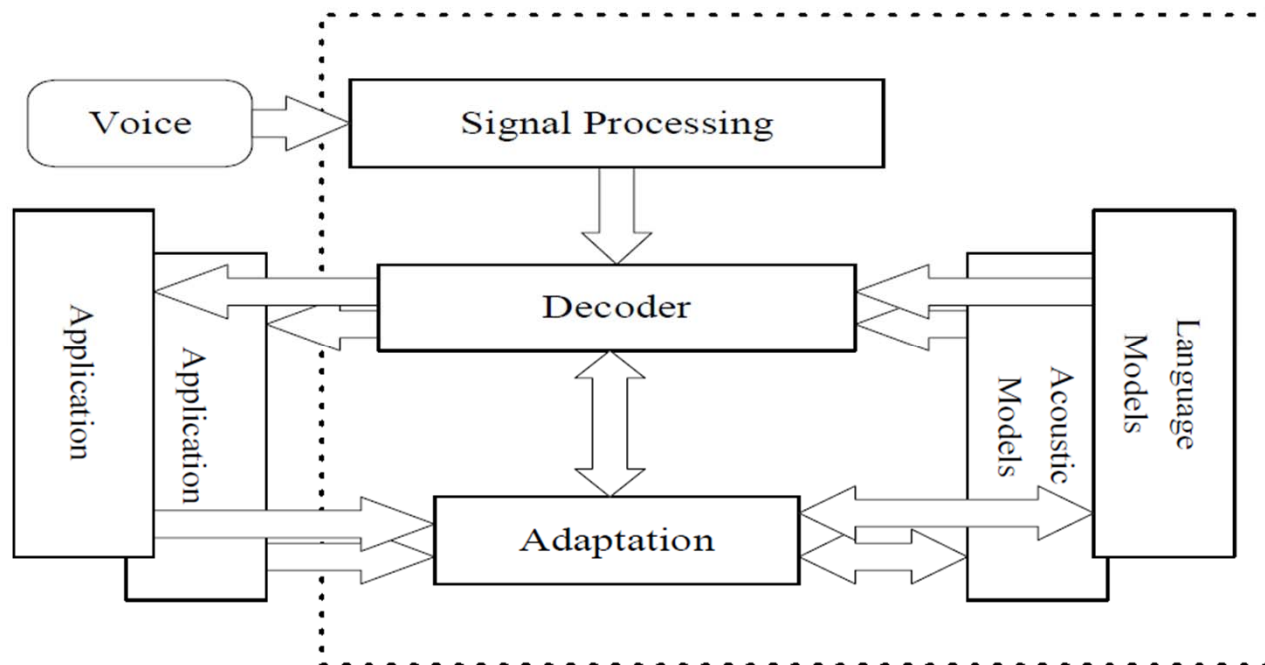 Voice
Signal Processing
Decoder
Adaptation
Application
Application
Acoustic
Models
Language
Models